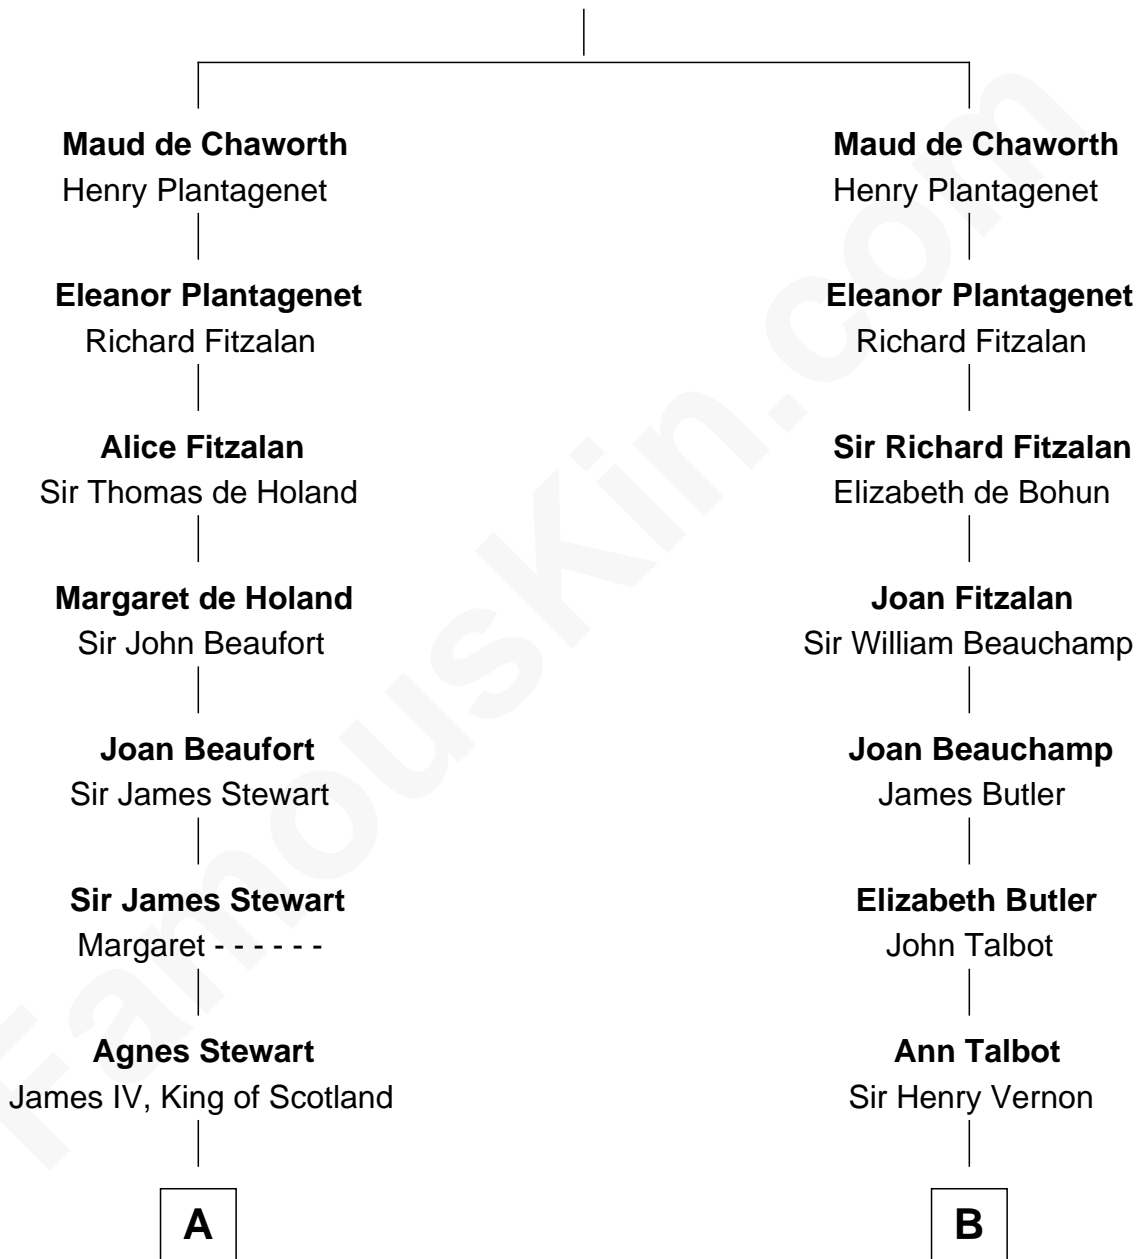 Maud de Chaworth
Henry Plantagenet
Eleanor Plantagenet
Richard Fitzalan
Alice Fitzalan
Sir Thomas de Holand
Margaret de Holand
Sir John Beaufort
Joan Beaufort
Sir James Stewart
Sir James Stewart
Margaret - - - - - -
Agnes Stewart
James IV, King of Scotland
A
Maud de Chaworth
Henry Plantagenet
Eleanor Plantagenet
Richard Fitzalan
Sir Richard Fitzalan
Elizabeth de Bohun
Joan Fitzalan
Sir William Beauchamp
Joan Beauchamp
James Butler
Elizabeth Butler
John Talbot
Ann Talbot
Sir Henry Vernon
B
FamousKin.com